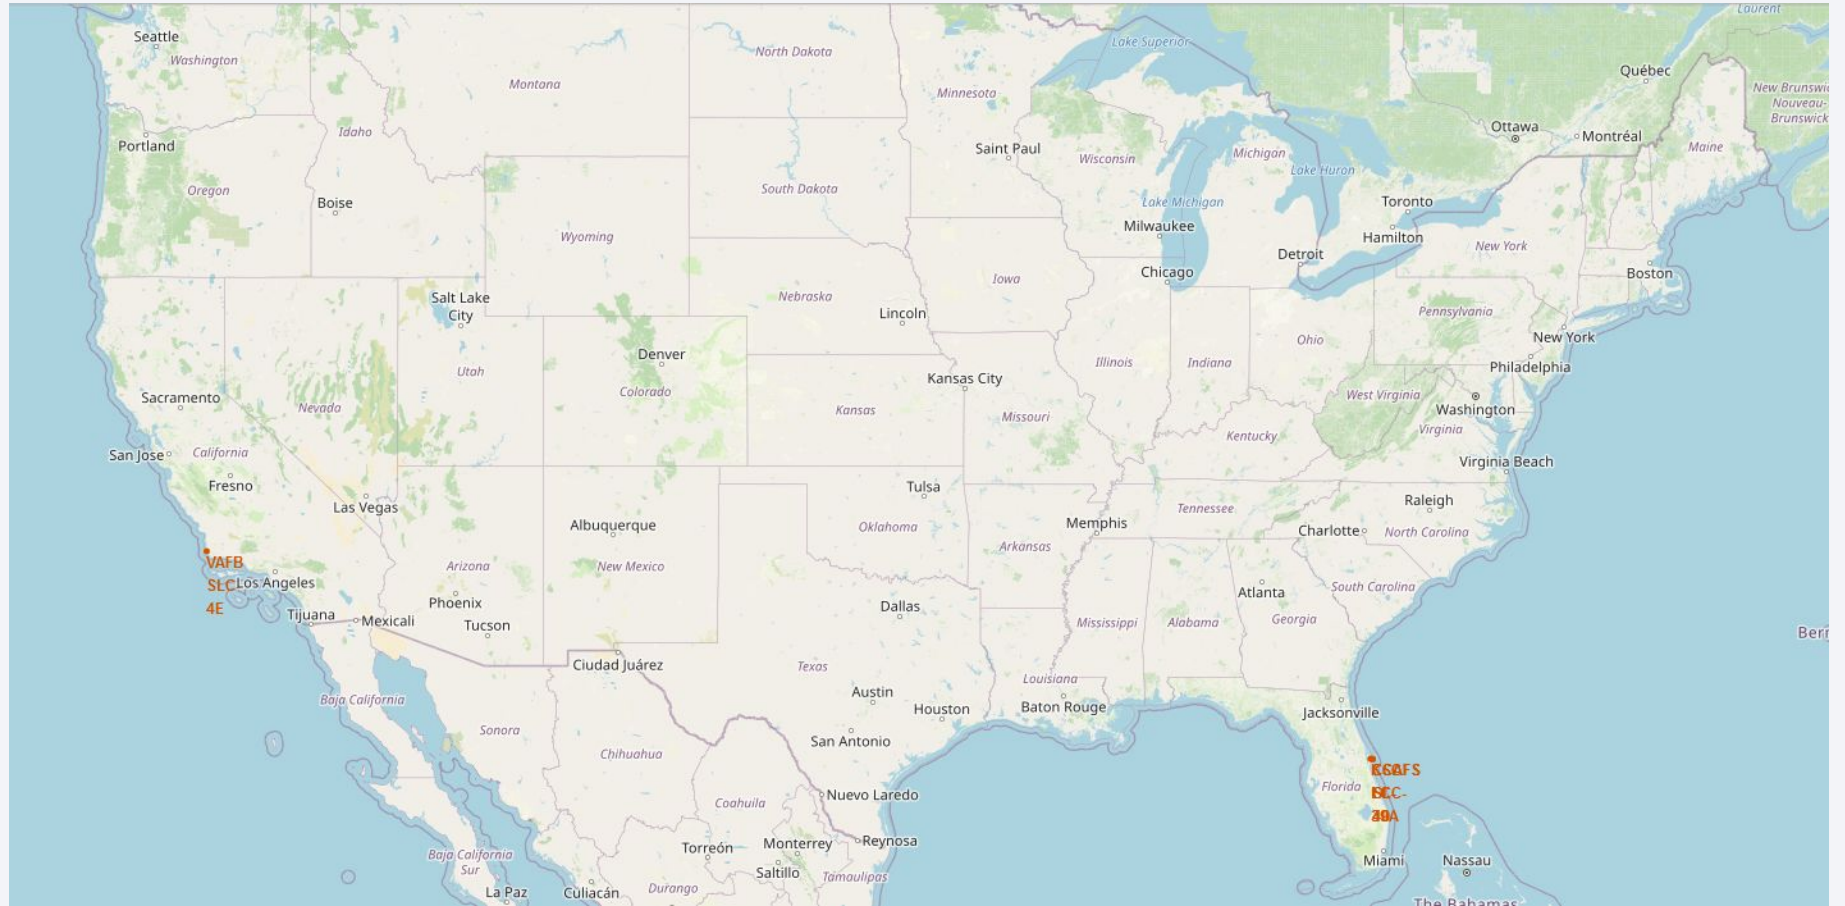 Laurent
Seattle
Washington
North Dakota
Lake Superior
Québec
Montana
Minnesota
New Brunswi
Nouveau-
Brunswick
Ottawa
Montréal
Idaho
Portland
Saint Paul
Wisconsin
Michigan
Maine
Lake Huron
Oregon
South Dakota
Boise
Lake Michigan
Toronto
Milwaukee
Hamilton
Wyoming
New York
Detroit
Chicago
Boston
Iowa
Salt Lake
City
Nebraska
Lincoln
Pennsylvania
New York
Ohio
Denver
Utah
Illinois
Indiana
Philadelphia
Kansas City
Colorado
Sacramento
Nevada
Kansas
Missouri
West Virginia
Washington
Virginia
Kentucky
San Jose
California
Virginia Beach
Fresno
Tulsa
Las Vegas
Raleigh
Tennessee
Albuquerque
Oklahoma
Memphis
Charlotte
North Carolina
Arkansas
VAFB
SLC-
4E
Arizona
New Mexico
Los Angeles
South Carolina
Atlanta
Phoenix
Dallas
Tijuana
Mexicali
Tucson
Mississippi
Alabama
Georgia
Ciudad Juárez
Texas
Louisiana
Baja California
Austin
Houston
Baton Rouge
Jacksonville
Sonora
San Antonio
Chihuahua
Florida
Coahuila
Nuevo Laredo
Torreón
Monterrey
Reynosa
Baja California
Sur
Miami
Nassau
Saltillo
Tamaulipas
La Paz
Culiacán
Durango
The Bahamas